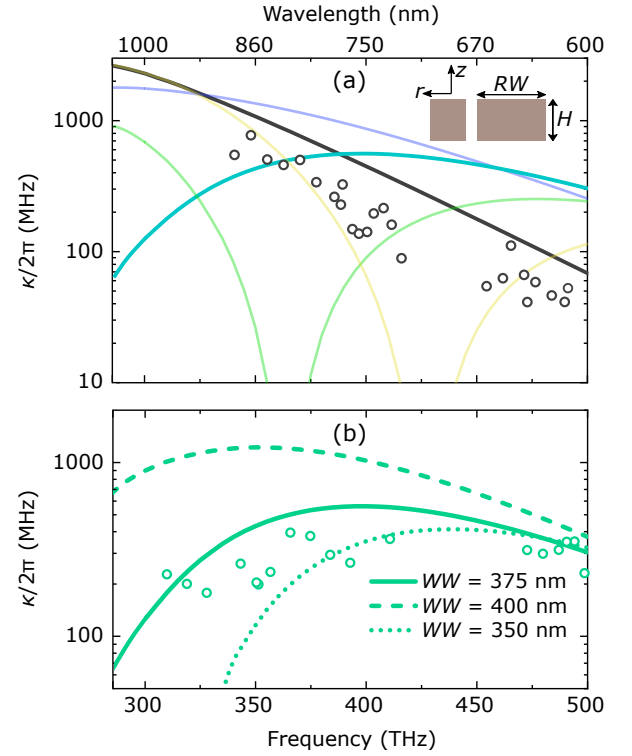 Wavelength (nm)
1000 860 750 670 600
(a)
z
r
RW
H
1000
100
10
κ/2π (MHz)
(b)
1000
100
κ/2π (MHz)
WW = 375 nm
WW = 400 nm
WW = 350 nm
300 350 400 450 500
Frequency (THz)